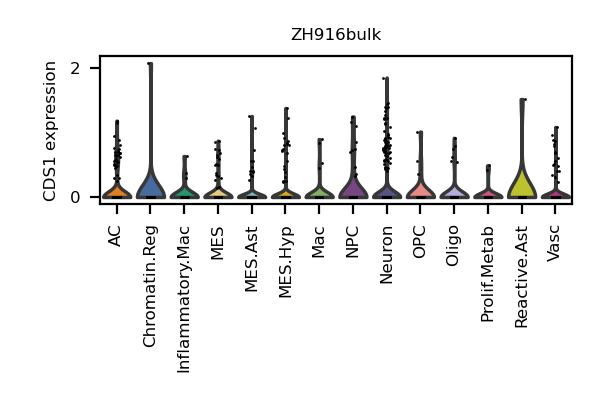 ZH916bulk
CDS1 expression
2
0
AC
Chromatin.Reg
Inflammatory.Mac
MES
MES.Ast
MES.Hyp
Mac
NPC
Neuron
OPC
Oligo
Prolif.Metab
Reactive.Ast
Vasc